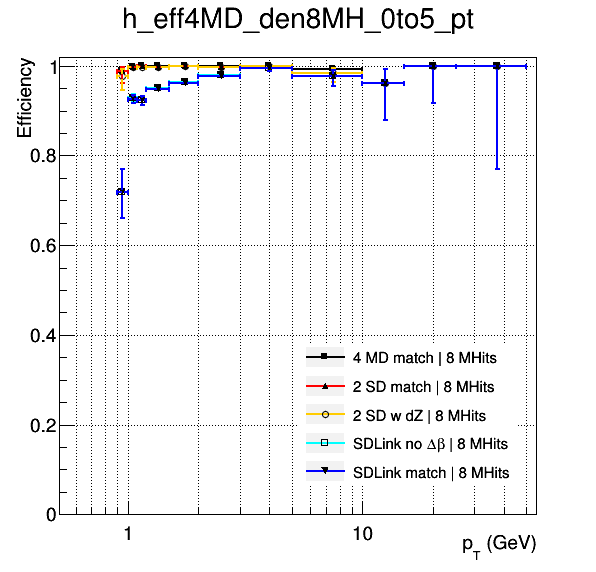 h_eff4MD_den8MH_0to5_pt
Efficiency
1
0.8
0.6
0.4
0.2
0
4 MD match | 8 MHits
2 SD match | 8 MHits
2 SD w dZ | 8 MHits
SDLink no Δβ | 8 MHits
SDLink match | 8 MHits
1
10
p_T (GeV)